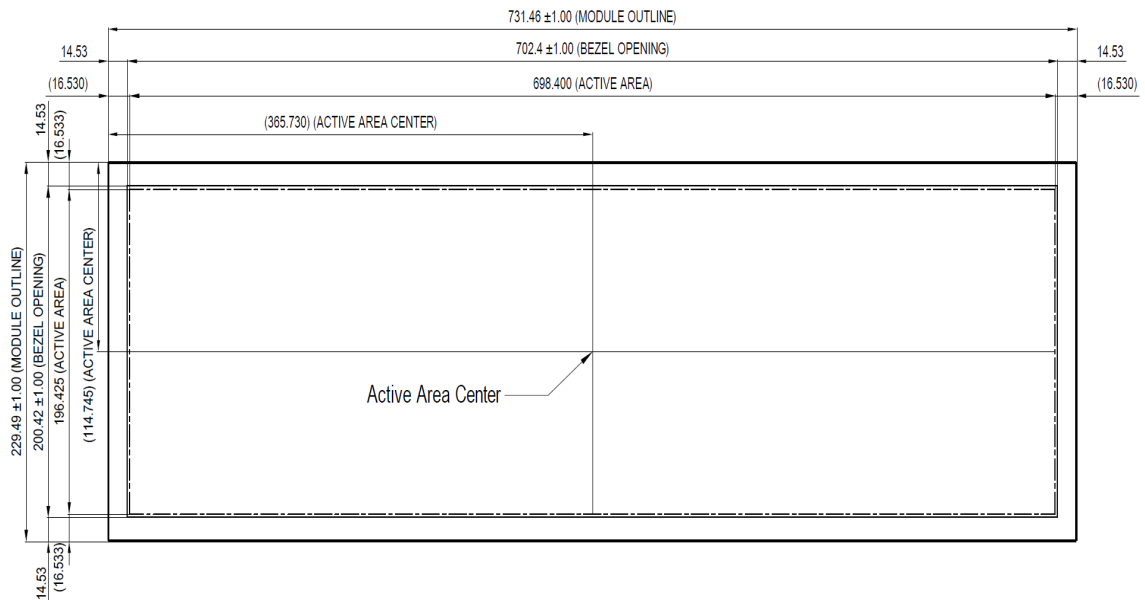 731.46 ±1.00 (MODULE OUTLINE)
14.53
702.4 ±1.00 (BEZEL OPENING)
14.53
(16.530)
698.400 (ACTIVE AREA)
(16.530)
14.53
(16.533)
(365.730) (ACTIVE AREA CENTER)
229.49 ±1.00 (MODULE OUTLINE)
200.42 ±1.00 (BEZEL OPENING)
196.425 (ACTIVE AREA)
(114.745) (ACTIVE AREA CENTER)
Active Area Center
14.53
(16.533)